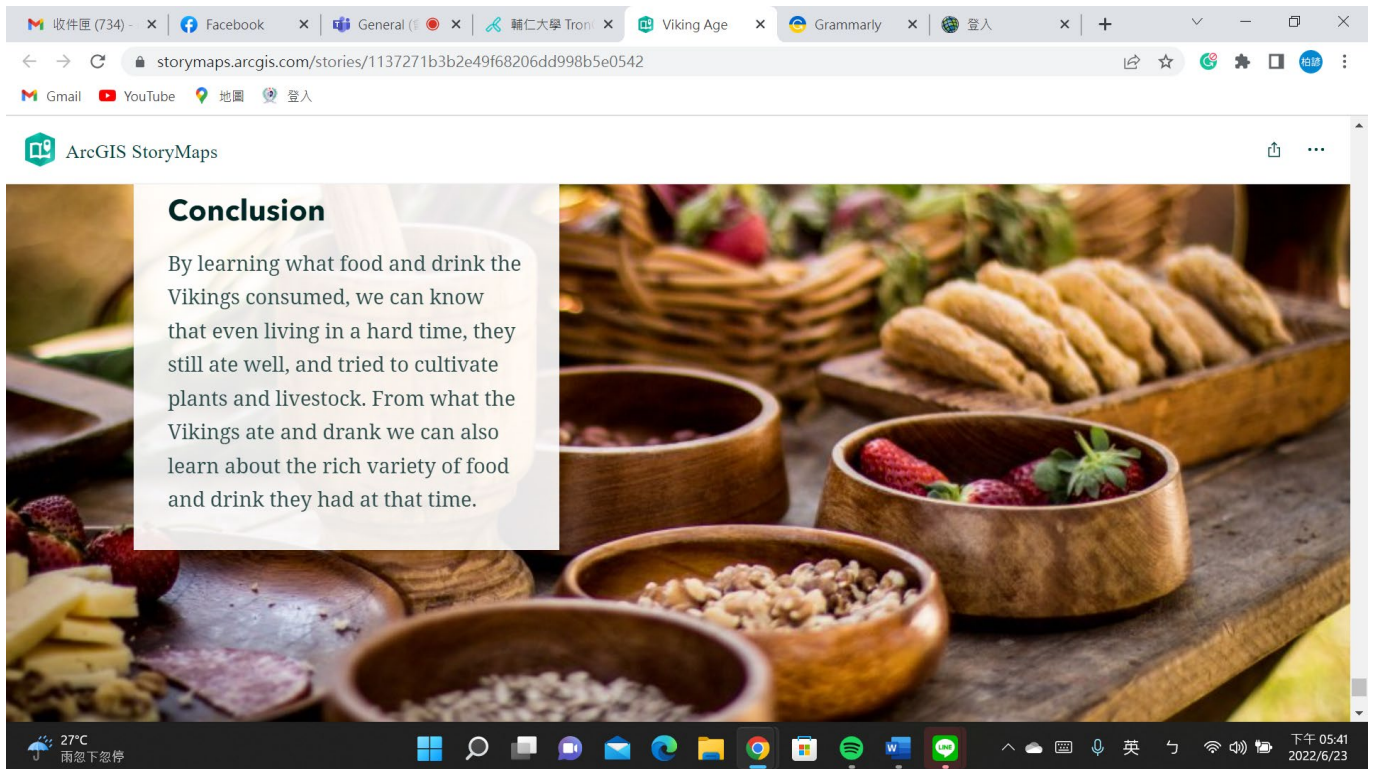 收件匣 (734) -
Facebook
General (
輔仁大學 Tron
Viking Age
Grammarly
登入
storymaps.arcgis.com/stories/1137271b3b2e49f68206dd998b5e0542
柏諺
Gmail
YouTube
地圖
登入
ArcGIS StoryMaps
Conclusion
By learning what food and drink the
Vikings consumed, we can know
that even living in a hard time, they
still ate well, and tried to cultivate
plants and livestock. From what the
Vikings ate and drank we can also
learn about the rich variety of food
and drink they had at that time.
27°C
雨忽下忽停
LINE
英
ㄅ
下午 05:41
2022/6/23